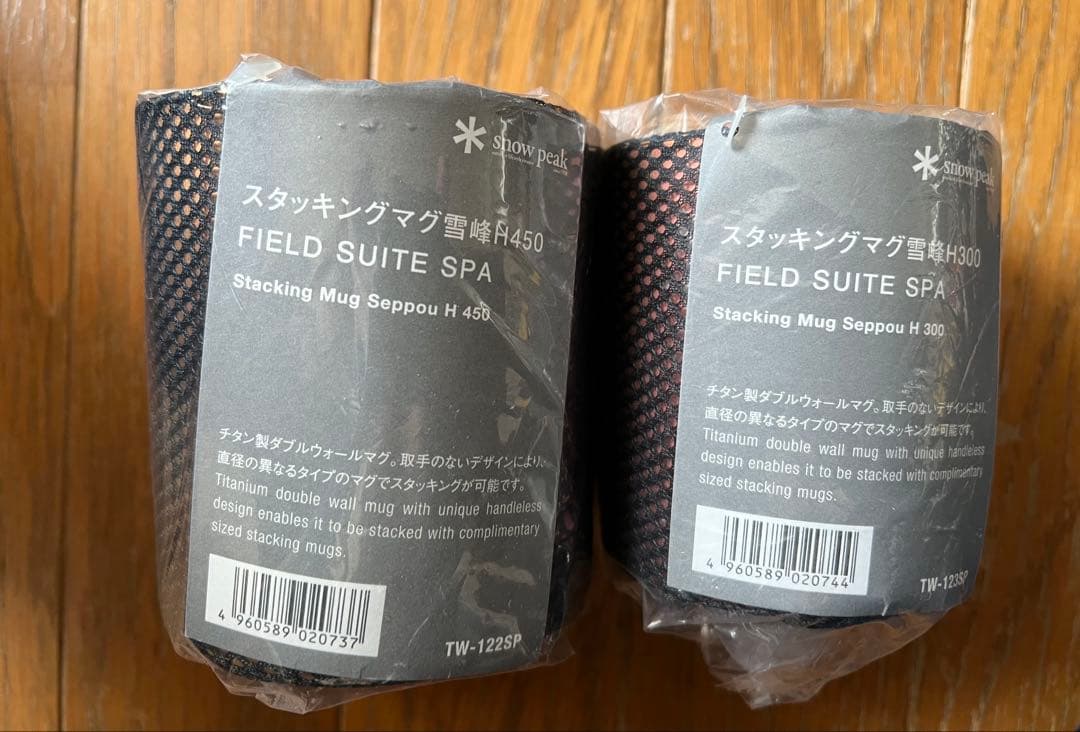 snow peak
スタッキングマグ雪峰H450
FIELD SUITE SPA
Stacking Mug Seppou H 450
チタン製ダブルウォールマグ。取手のないデザインにより、
直径の異なるタイプのマグでスタッキングが可能です。
Titanium double wall mug with unique handleless
design enables it to be stacked with complimentary
sized stacking mugs.
4 960589 020737
TW-122SP
snow peak
スタッキングマグ雪峰H300
FIELD SUITE SPA
Stacking Mug Seppou H 300
チタン製ダブルウォールマグ。取手のないデザインにより、
直径の異なるタイプのマグでスタッキングが可能です。
Titanium double wall mug with unique handleless
design enables it to be stacked with complimentary
sized stacking mugs.
4 960589 020744
TW-123SP